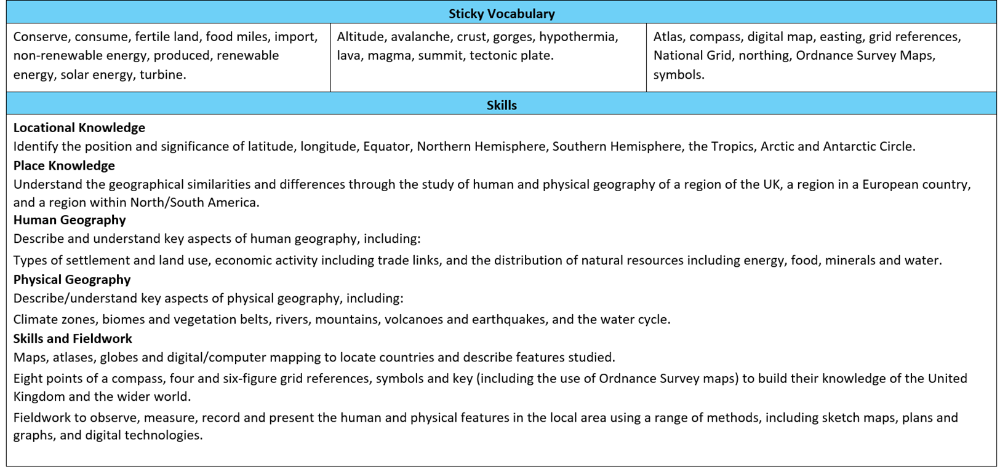 Sticky Vocabulary
Conserve, consume, fertile land, food miles, import,
non-renewable energy, produced, renewable
energy, solar energy, turbine.
Altitude, avalanche, crust, gorges, hypothermia,
lava, magma, summit, tectonic plate.
Atlas, compass, digital map, easting, grid references,
National Grid, northing, Ordnance Survey Maps,
symbols.
Skills
Locational Knowledge
Identify the position and significance of latitude, longitude, Equator, Northern Hemisphere, Southern Hemisphere, the Tropics, Arctic and Antarctic Circle.
Place Knowledge
Understand the geographical similarities and differences through the study of human and physical geography of a region of the UK, a region in a European country,
and a region within North/South America.
Human Geography
Describe and understand key aspects of human geography, including:
Types of settlement and land use, economic activity including trade links, and the distribution of natural resources including energy, food, minerals and water.
Physical Geography
Describe/understand key aspects of physical geography, including:
Climate zones, biomes and vegetation belts, rivers, mountains, volcanoes and earthquakes, and the water cycle.
Skills and Fieldwork
Maps, atlases, globes and digital/computer mapping to locate countries and describe features studied.
Eight points of a compass, four and six-figure grid references, symbols and key (including the use of Ordnance Survey maps) to build their knowledge of the United
Kingdom and the wider world.
Fieldwork to observe, measure, record and present the human and physical features in the local area using a range of methods, including sketch maps, plans and
graphs, and digital technologies.